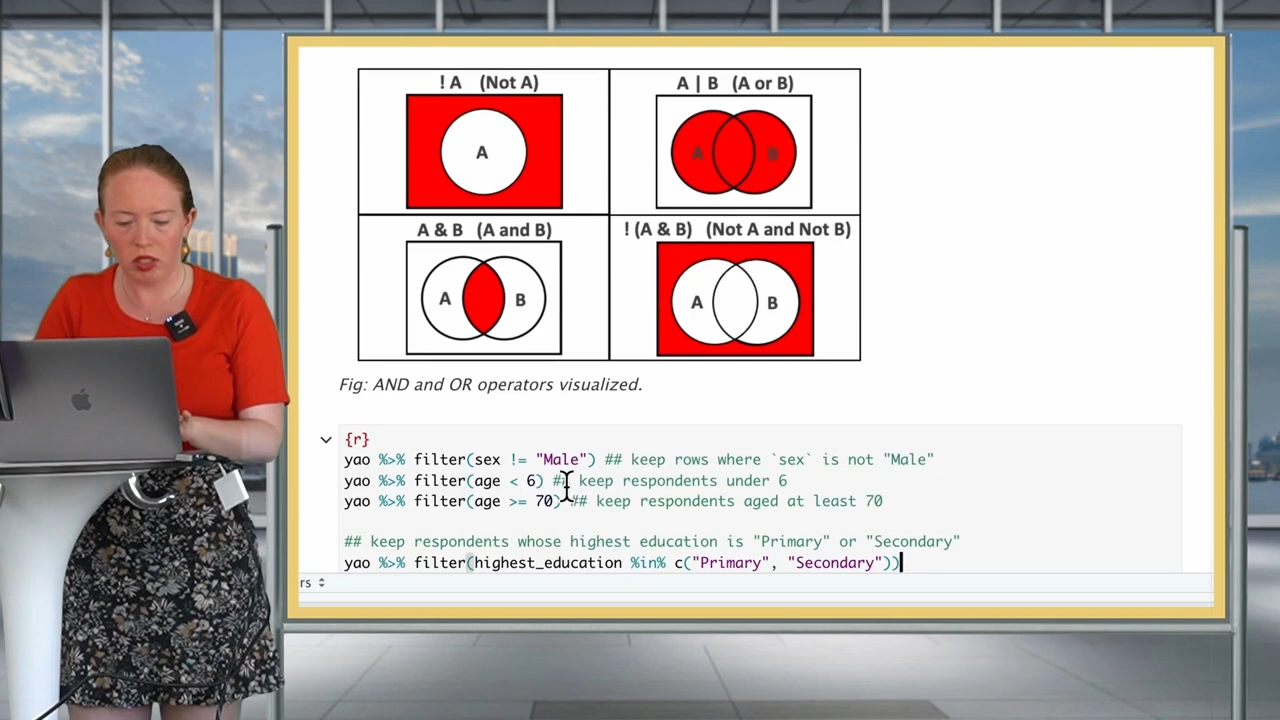 ! A (Not A)
A | B (A or B)
A
A
B
A & B (A and B)
! (A & B) (Not A and Not B)
A
B
A
B
Fig: AND and OR operators visualized.
{r}
yao %>% filter(sex != "Male") ## keep rows where `sex` is not "Male"
yao %>% filter(age < 6) ## keep respondents under 6
yao %>% filter(age >= 70) ## keep respondents aged at least 70
## keep respondents whose highest education is "Primary" or "Secondary"
yao %>% filter(highest_education %in% c("Primary", "Secondary"))
rs